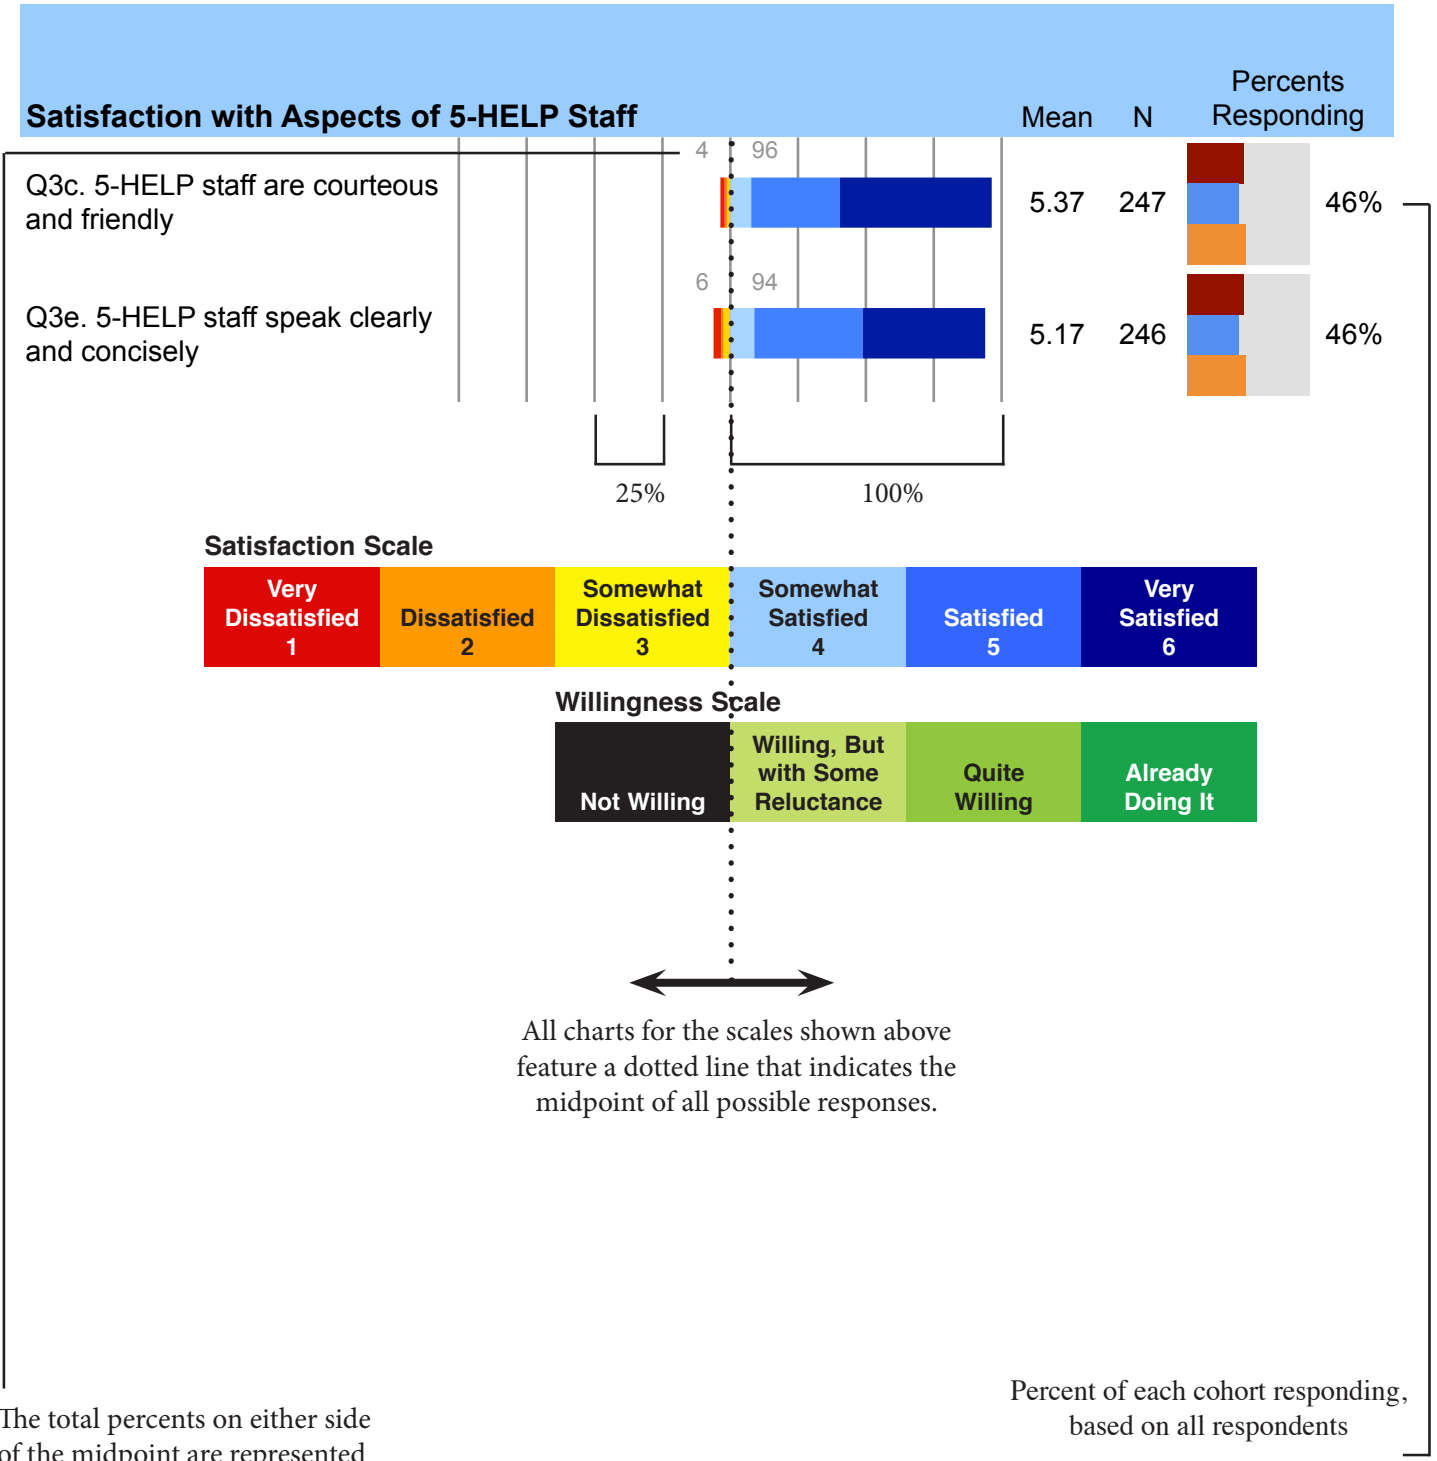 Satisfaction with Aspects of 5-HELP Staff
Mean N Percents
Responding
4 96
Q3c. 5-HELP staff are courteous
and friendly
5.37 247 46%
6 94
Q3e. 5-HELP staff speak clearly
and concisely
5.17 246 46%
25% 100%
Satisfaction Scale
Very
Dissatisfied
1
Dissatisfied
2
Somewhat
Dissatisfied
3
Somewhat
Satisfied
4
Satisfied
5
Very
Satisfied
6
Willingness Scale
Not Willing
Willing, But
with Some
Reluctance
Quite
Willing
Already
Doing It
All charts for the scales shown above
feature a dotted line that indicates the
midpoint of all possible responses.
Percent of each cohort responding,
based on all respondents
The total percents on either side
of the midpoint are represented